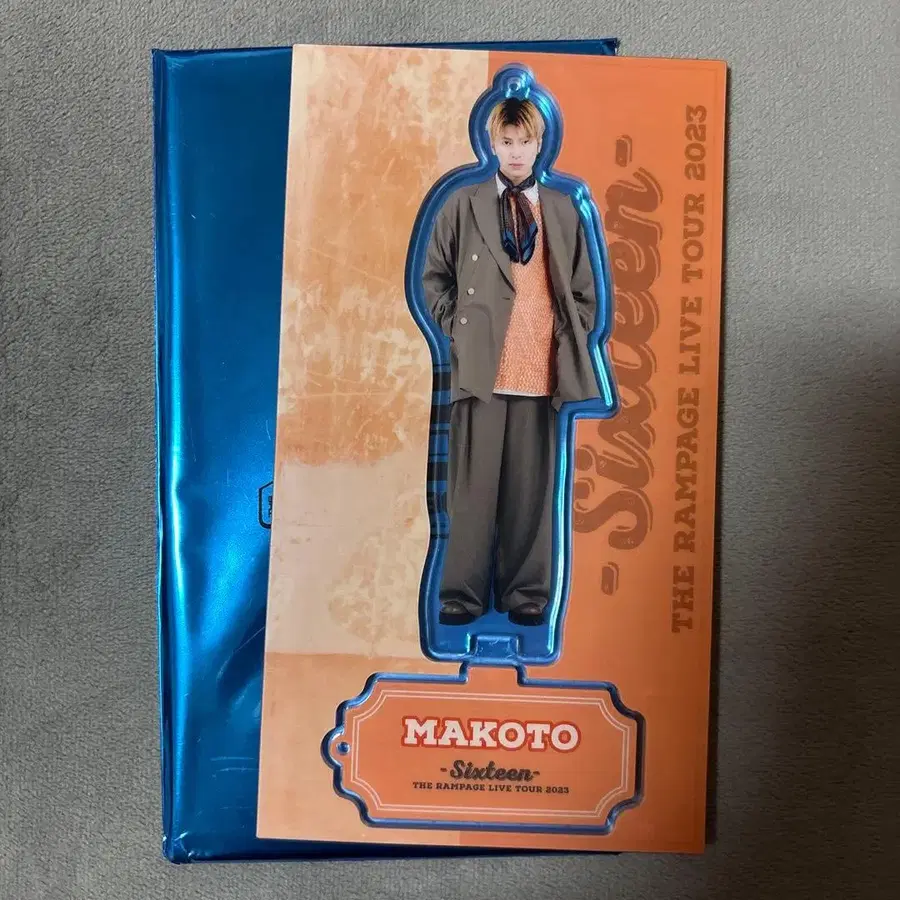 -Sixteen-
THE RAMPAGE LIVE TOUR 2023
MAKOTO
-Sixteen-
THE RAMPAGE LIVE TOUR 2023